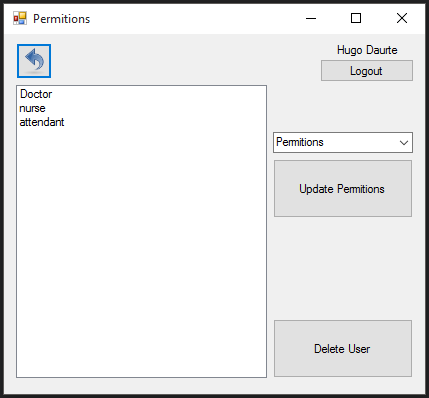 Permitions
Hugo Daurte
Logout
Doctor
nurse
attendant
Permitions
Update Permitions
Delete User